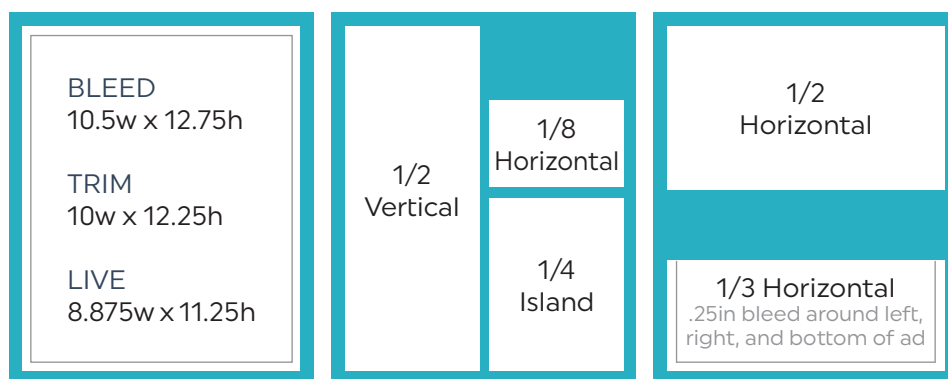 BLEED
10.5w x 12.75h
TRIM
10w x 12.25h
LIVE
8.875w x 11.25h
1/2
Vertical
1/8
Horizontal
1/4
Island
1/2
Horizontal
1/3 Horizontal
.25in bleed around left,
right, and bottom of ad